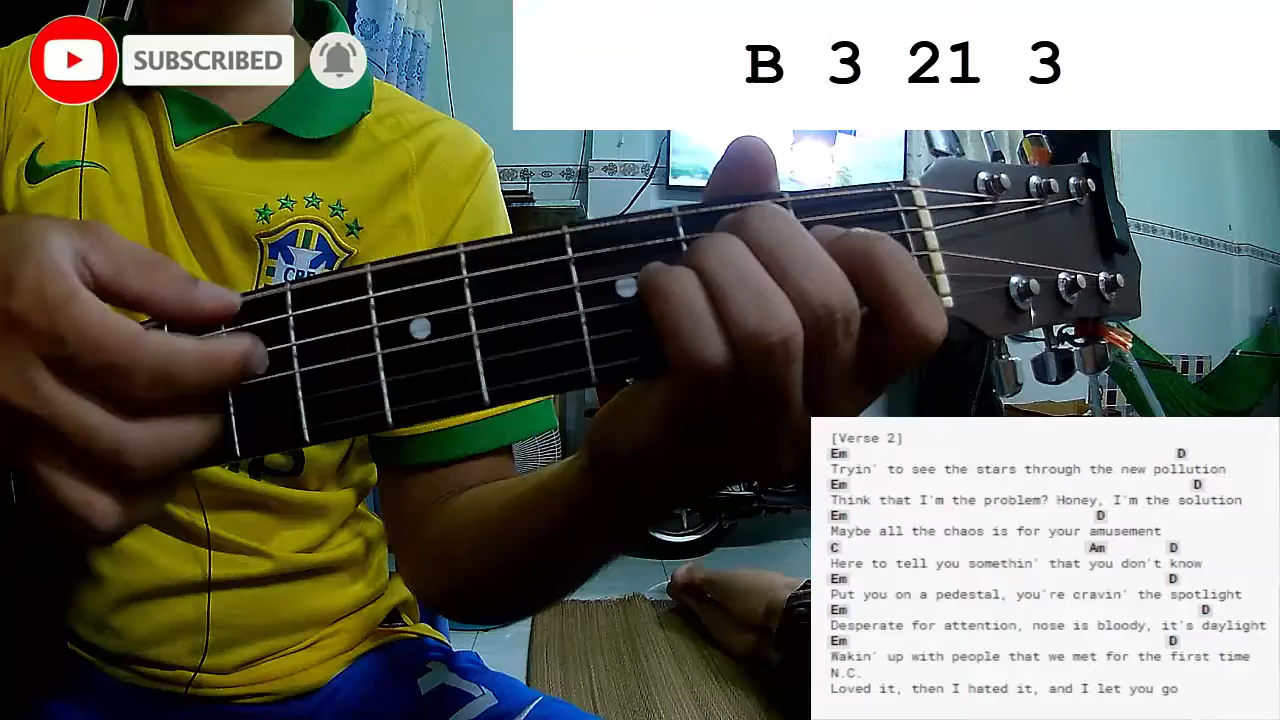 SUBSCRIBED
B 3 21 3
CBF
[Verse 2]
Em D
Tryin' to see the stars through the new pollution
Em D
Think that I'm the problem? Honey, I'm the solution
Em D
Maybe all the chaos is for your amusement
C Am D
Here to tell you somethin' that you don't know
Em D
Put you on a pedestal, you're cravin' the spotlight
Em D
Desperate for attention, nose is bloody, it's daylight
Em D
Wakin' up with people that we met for the first time
N.C.
Loved it, then I hated it, and I let you go